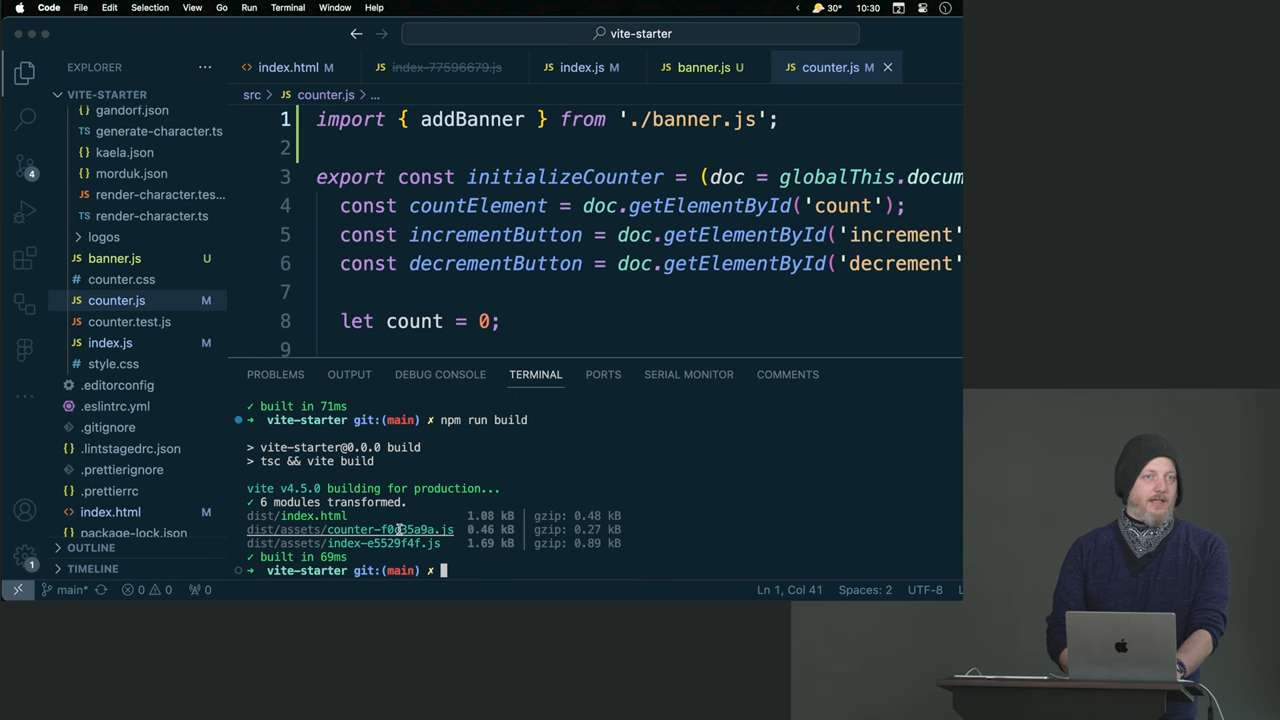 Code File Edit Selection View Go Run Terminal Window Help 30° 2 10:30
vite-starter
EXPLORER
index.html M
index-77596679.js
index.js M
banner.js U
counter.js M
src > counter.js > ...
VITE-STARTER
gandorf.json
generate-character.ts
kaela.json
morduk.json
render-character.tes...
render-character.ts
logos
banner.js U
counter.css
counter.js M
counter.test.js
index.js M
style.css
.editorconfig
.eslintrc.yml
.gitignore
.lintstagedrc.json
.prettierignore
.prettierrc
index.html M
package-lock.json
OUTLINE
TIMELINE
4
1
1 import { addBanner } from './banner.js';
2
3 export const initializeCounter = (doc = globalThis.docum
4 const countElement = doc.getElementById('count');
5 const incrementButton = doc.getElementById('increment'
6 const decrementButton = doc.getElementById('decrement'
7
8 let count = 0;
9
PROBLEMS OUTPUT DEBUG CONSOLE TERMINAL PORTS SERIAL MONITOR COMMENTS
✓ built in 71ms
→ vite-starter git:(main) ✗ npm run build
> vite-starter@0.0.0 build
> tsc && vite build
vite v4.5.0 building for production...
✓ 6 modules transformed.
dist/index.html 1.08 kB │ gzip: 0.48 kB
dist/assets/ 0.46 kB │ gzip: 0.27 kB
dist/assets/index-e5529f4f.js 1.69 kB │ gzip: 0.89 kB
✓ built in 69ms
→ vite-starter git:(main) ✗
main* 0 0 0 Ln 1, Col 41 Spaces: 2 UTF-8